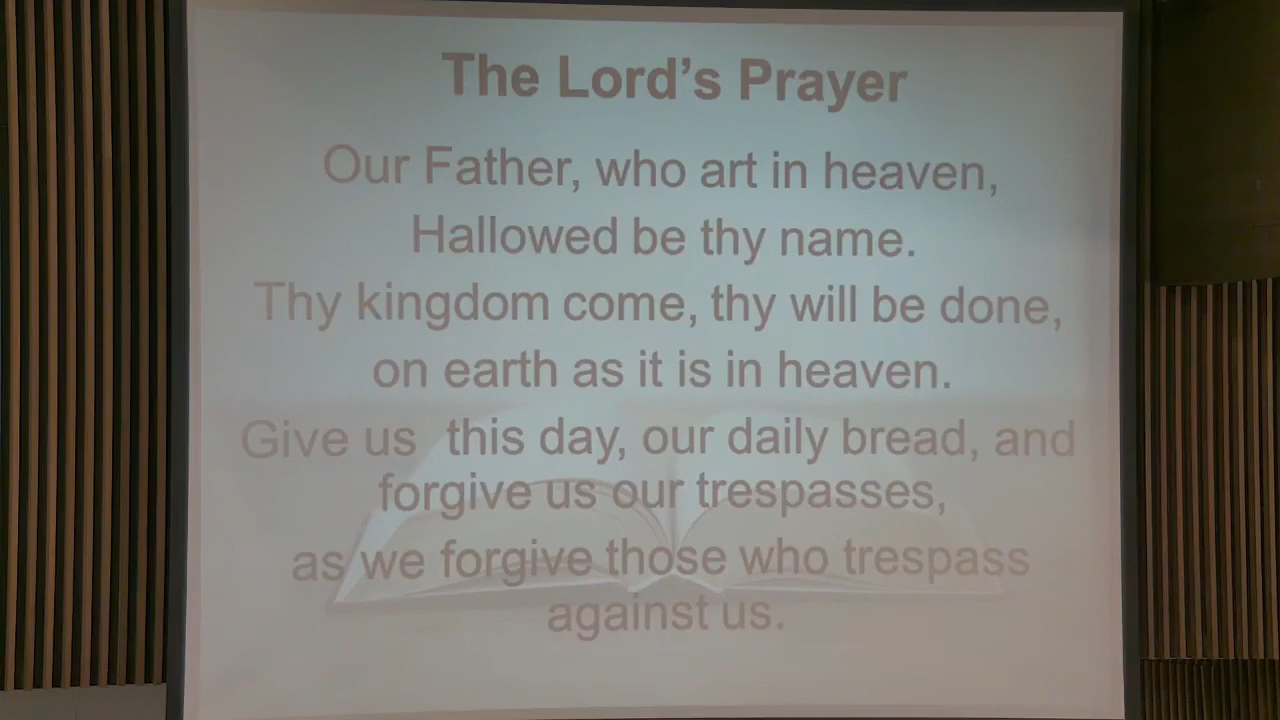 The Lord’s Prayer
Our Father, who art in heaven,
Hallowed be thy name.
Thy kingdom come, thy will be done,
on earth as it is in heaven.
Give us this day, our daily bread, and
forgive us our trespasses,
as we forgive those who trespass
against us.